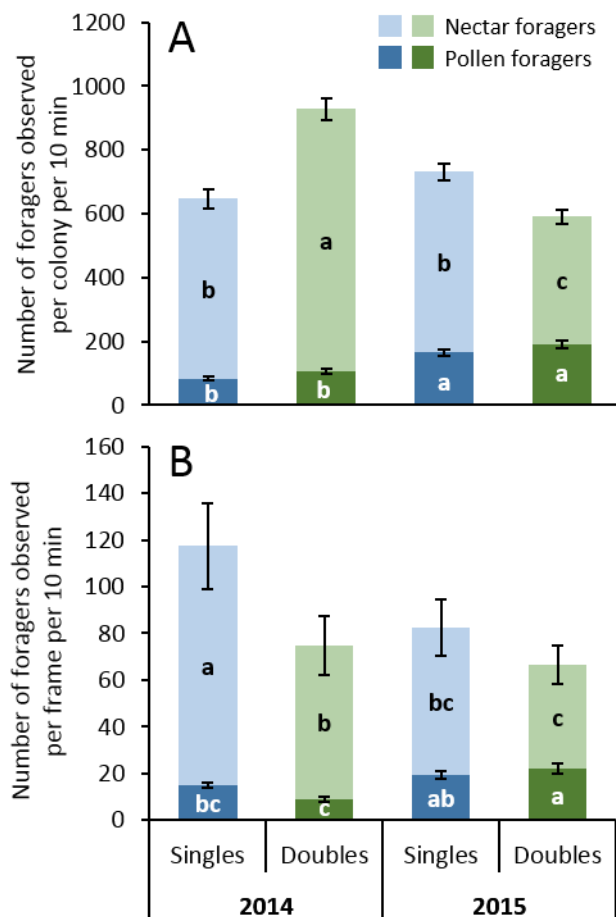 A
Nectar foragers
Pollen foragers
Number of foragers observed
per colony per 10 min
1200
1000
800
600
400
200
0
b
a
b
c
b
b
a
a
B
Number of foragers observed
per frame per 10 min
160
140
120
100
80
60
40
20
0
a
b
bc
c
bc
c
ab
a
Singles Doubles Singles Doubles
2014 2015